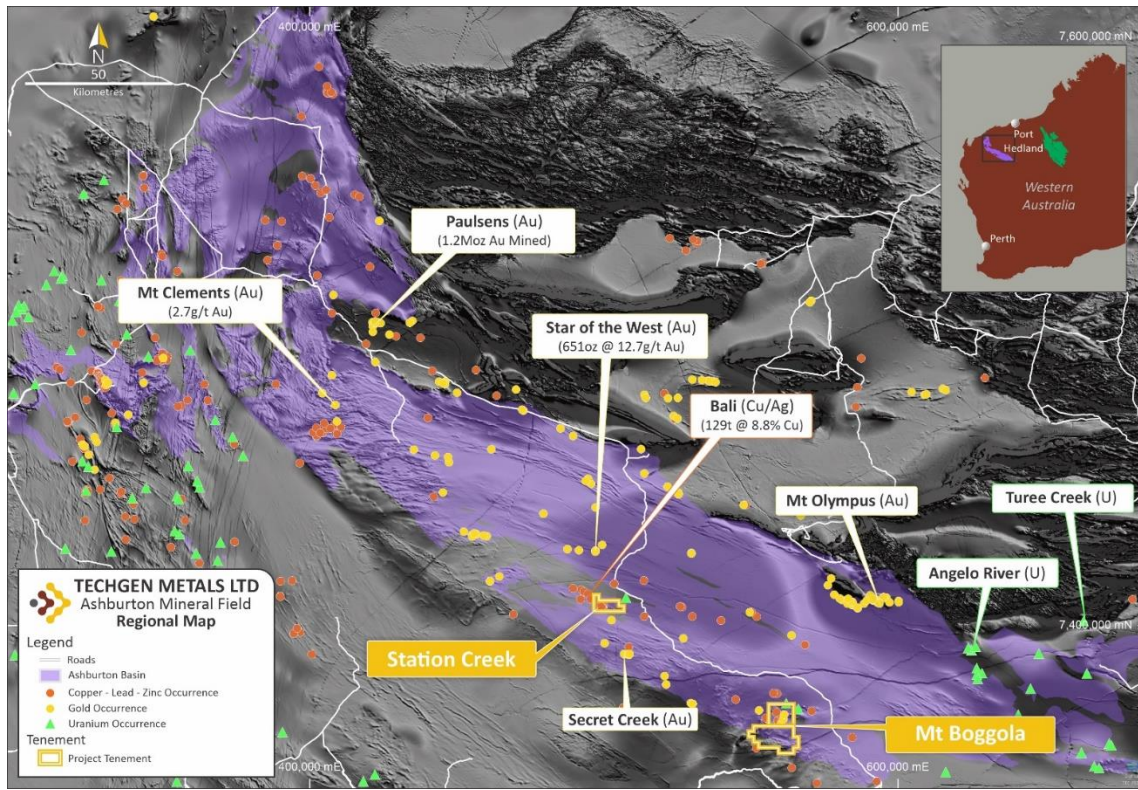 400,000 mE
600,000 mE
7,600,000 mN
N
50
Kilometres
Port
Hedland
Western
Australia
Perth
Paulsens (Au)
(1.2Moz Au Mined)
Mt Clements (Au)
(2.7g/t Au)
Star of the West (Au)
(651oz @ 12.7g/t Au)
Bali (Cu/Ag)
(129t @ 8.8% Cu)
Mt Olympus (Au)
Turee Creek (U)
Angelo River (U)
7,400,000 mN
Station Creek
Secret Creek (Au)
Mt Boggola
TECHGEN METALS LTD
Ashburton Mineral Field
Regional Map
Legend
Roads
Ashburton Basin
Copper - Lead - Zinc Occurrence
Gold Occurrence
Uranium Occurrence
Tenement
Project Tenement
400,000 mE
600,000 mE